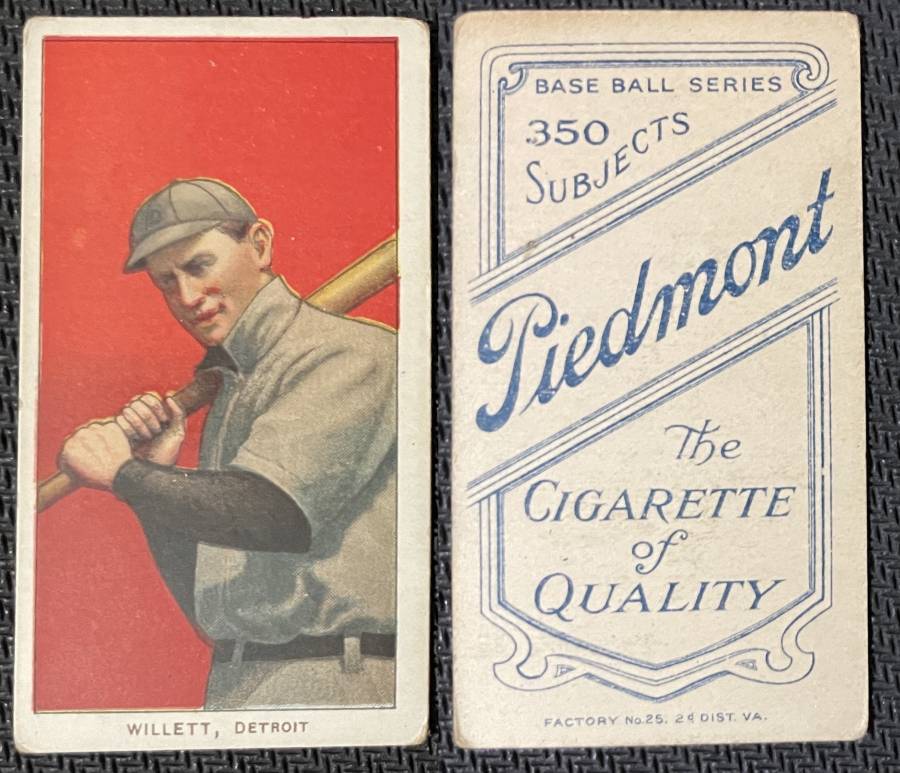 WILLETT, DETROIT
BASE BALL SERIES
350
SUBJECTS
Piedmont
The
CIGARETTE
of
QUALITY
FACTORY No. 25. 2d DIST. VA.